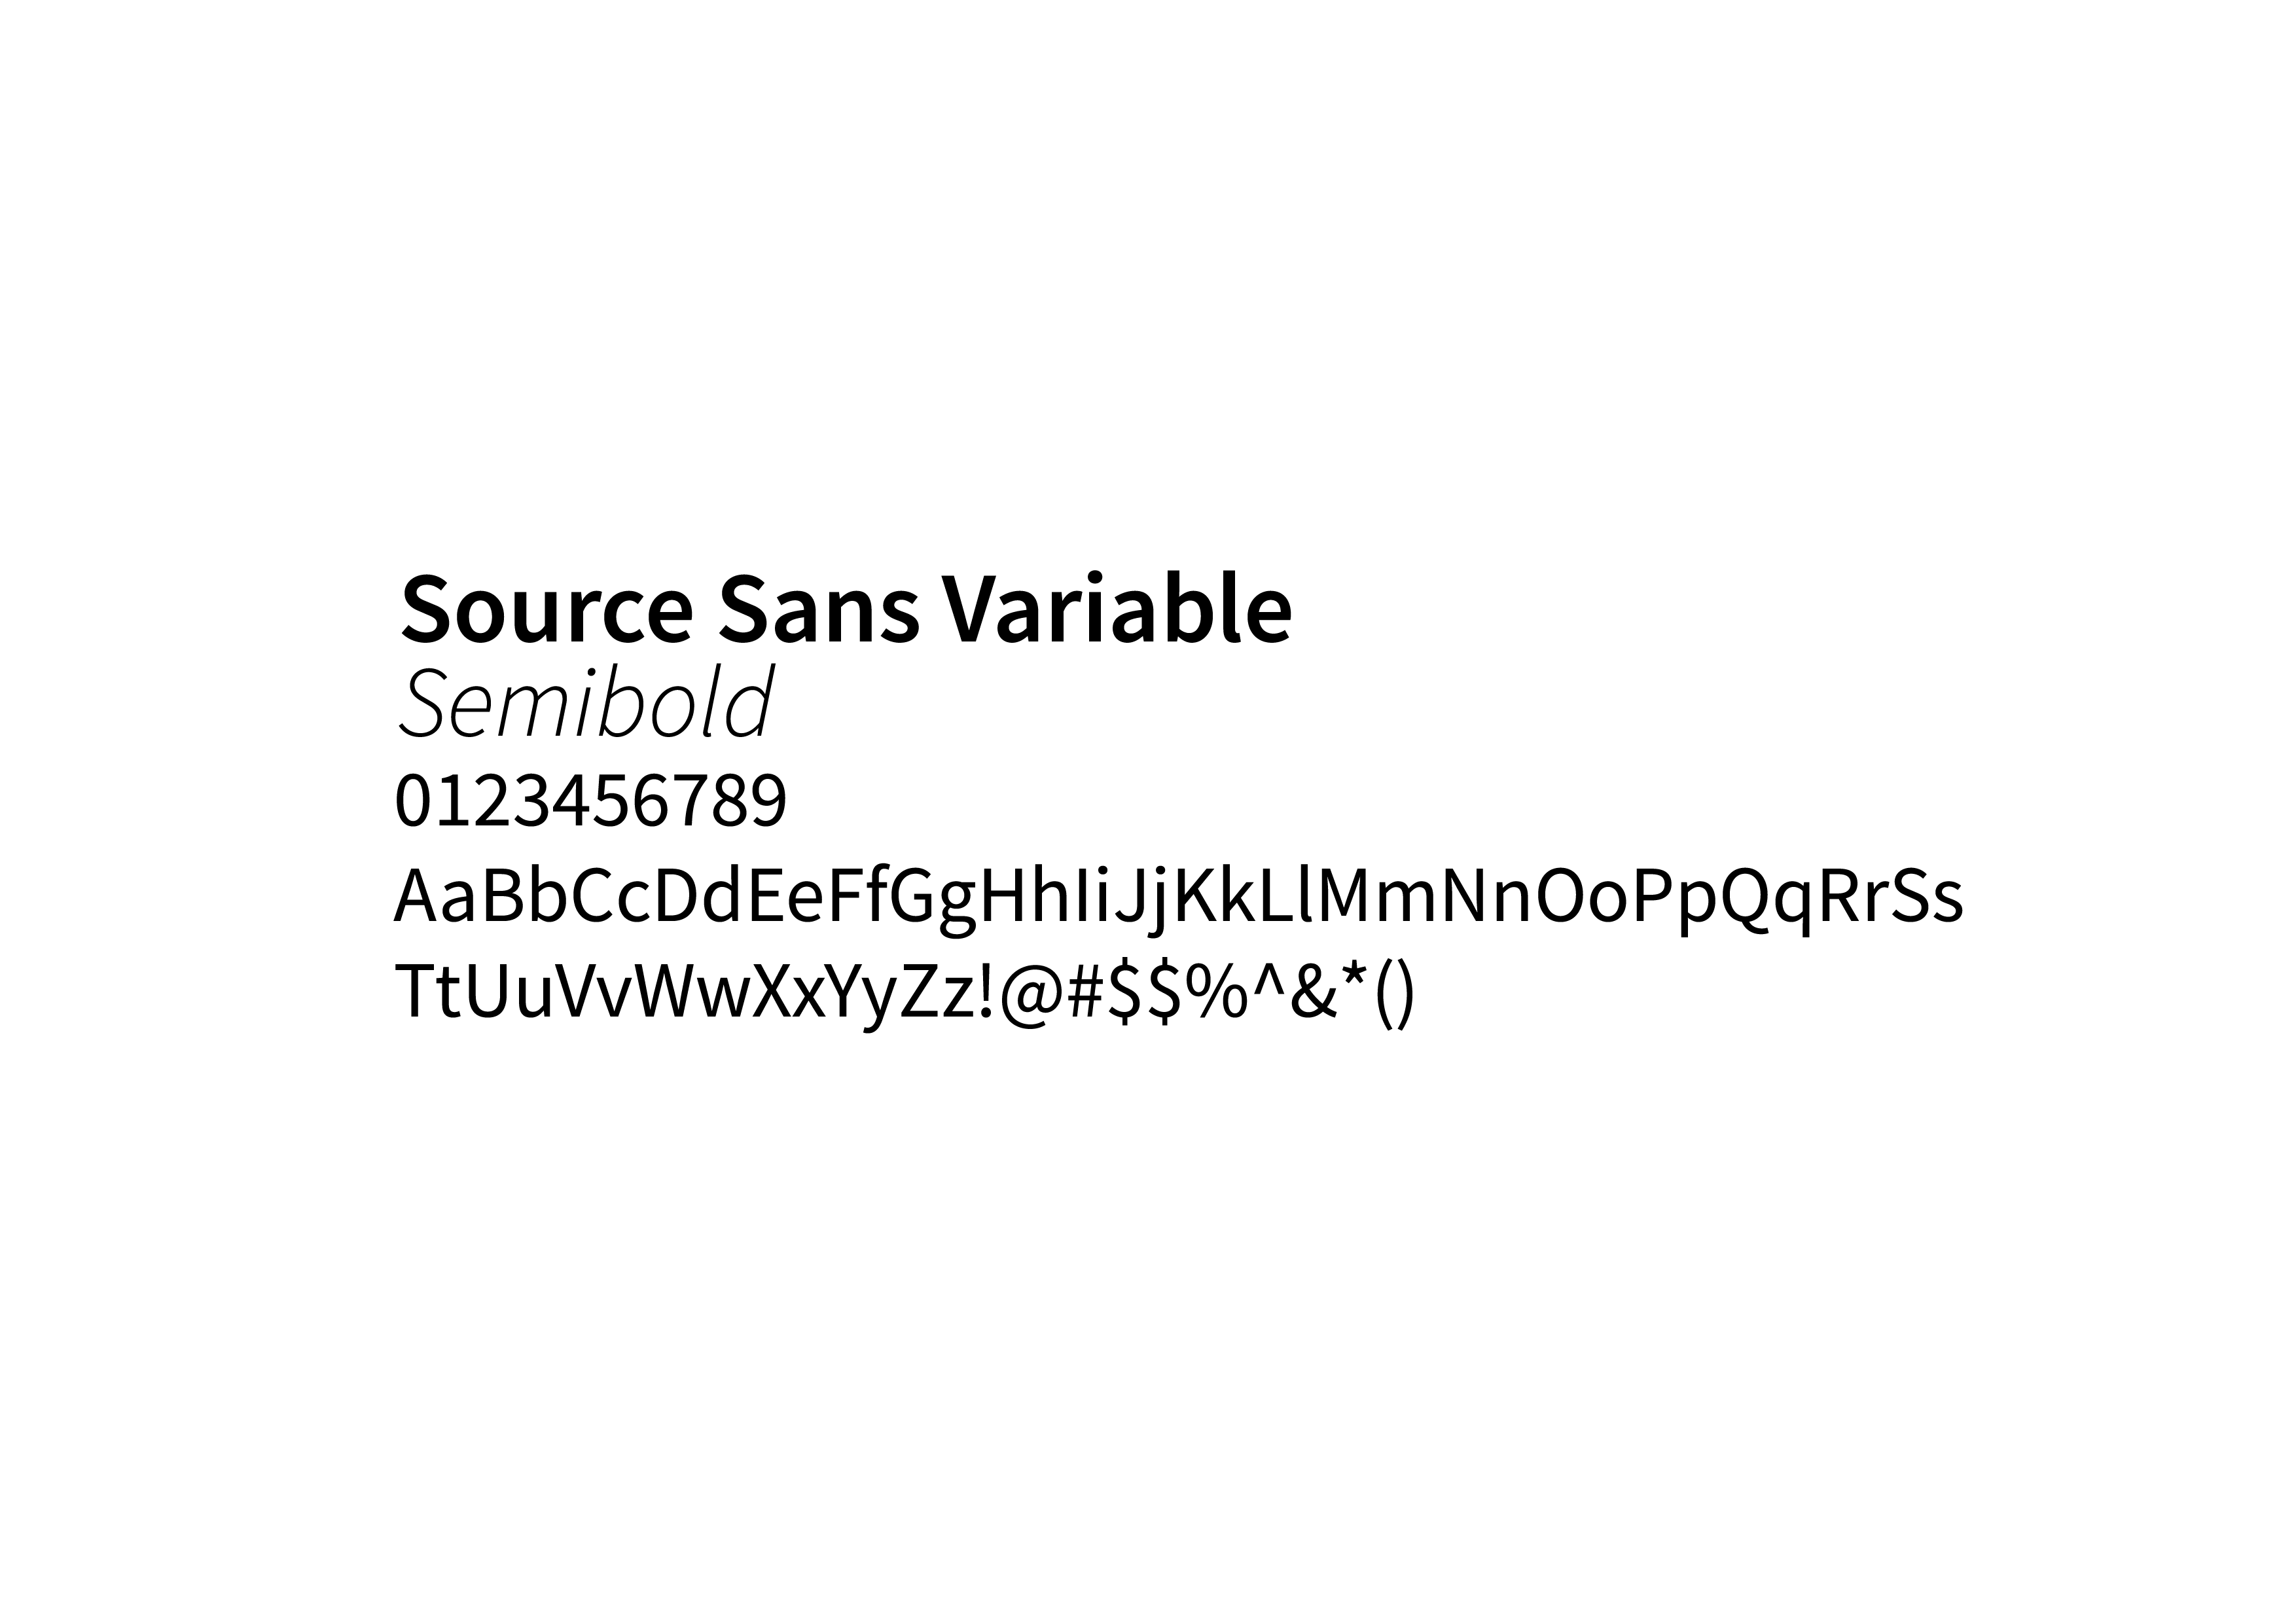 Source Sans Variable
Semibold
0123456789
AaBbCcDdEeFfGgHhIiJjKkLlMmNnOoPpQqRrSs
TtUuVvWwXxYyZz!@#$$%^&*()